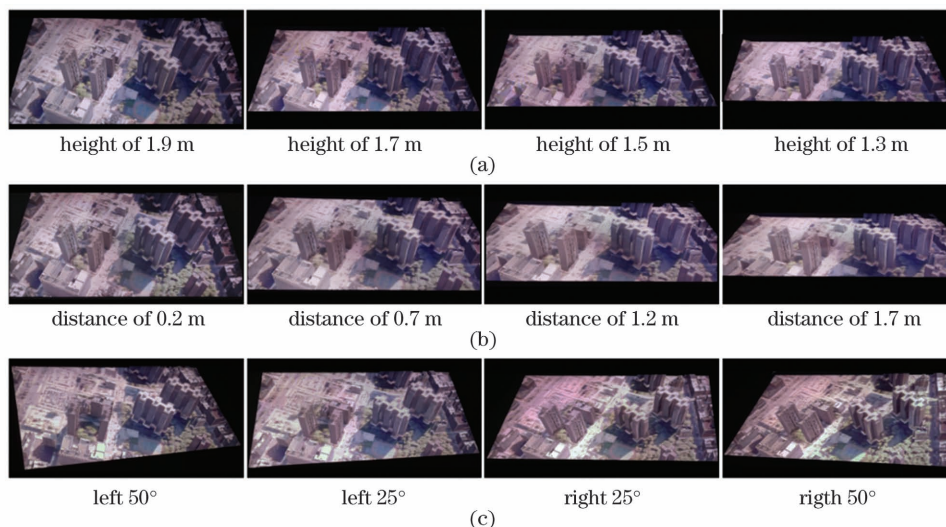 height of 1.9 m height of 1.7 m height of 1.5 m height of 1.3 m
(a)
distance of 0.2 m distance of 0.7 m distance of 1.2 m distance of 1.7 m
(b)
left 50° left 25° right 25° rigth 50°
(c)